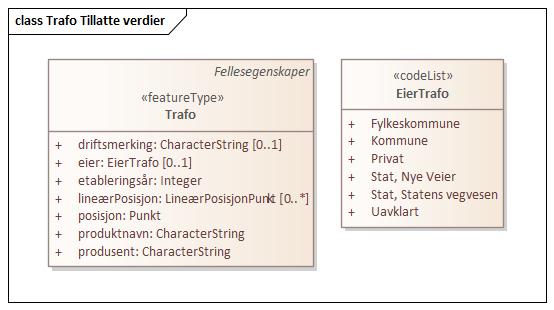 class Trafo Tillatte verdier
Fellesegenskaper
«featureType»
Trafo
+ driftsmerking: CharacterString [0..1]
+ eier: EierTrafo [0..1]
+ etableringsår: Integer
+ lineærPosisjon: LineærPosisjonPunkt [0..*]
+ posisjon: Punkt
+ produktnavn: CharacterString
+ produsent: CharacterString
«codeList»
EierTrafo
+ Fylkeskommune
+ Kommune
+ Privat
+ Stat, Nye Veier
+ Stat, Statens vegvesen
+ Uavklart